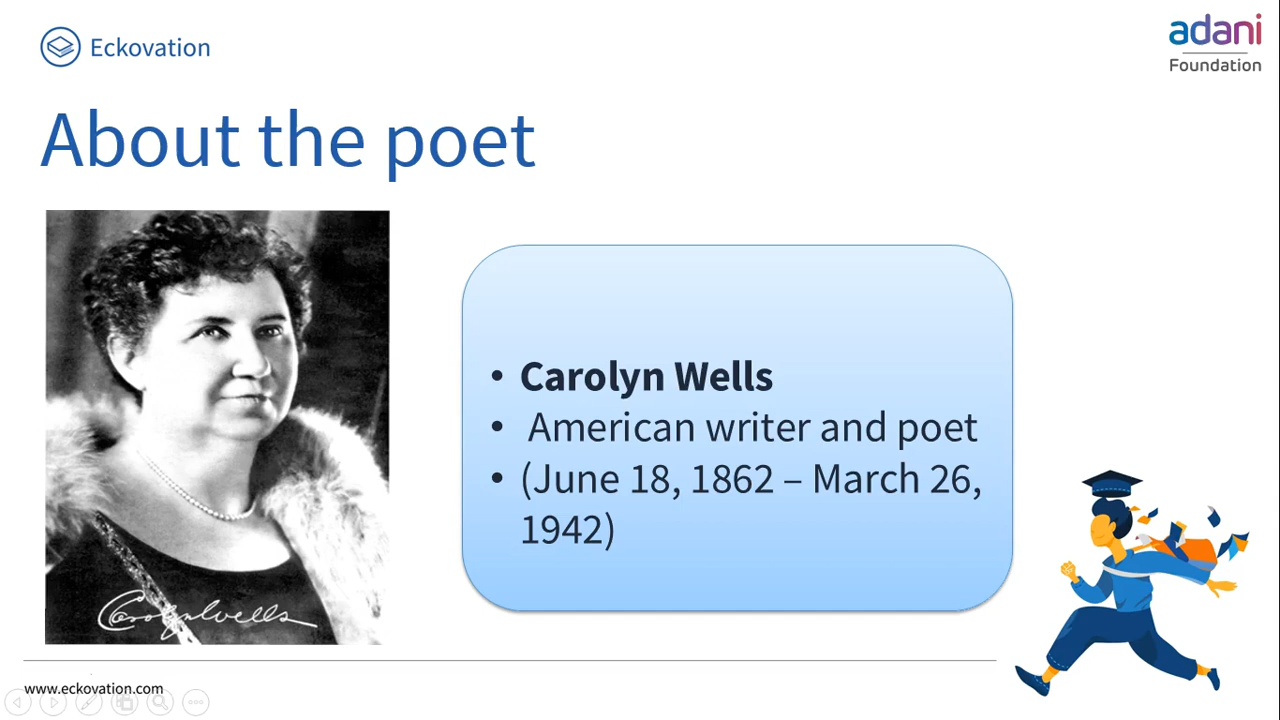 Eckovation
adani
Foundation
About the poet
• Carolyn Wells
• American writer and poet
• (June 18, 1862 – March 26,
1942)
Carolyn Wells
www.eckovation.com